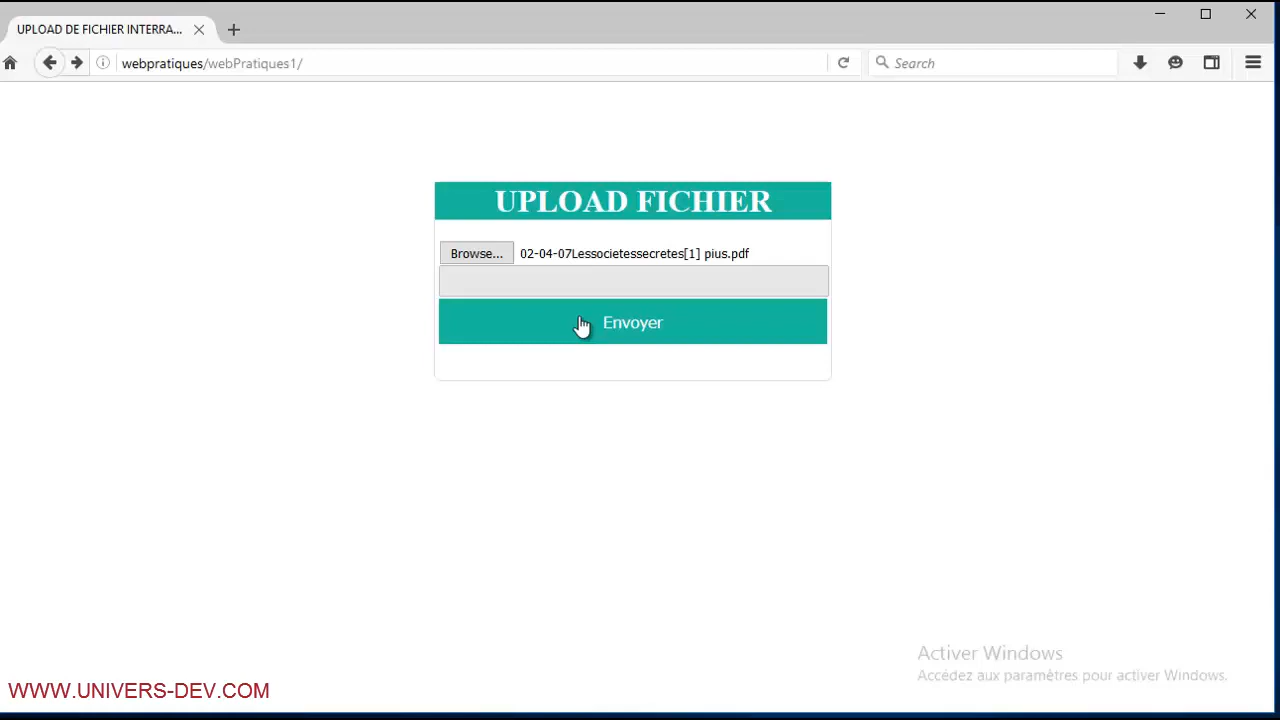 UPLOAD DE FICHIER INTERRA...
webpratiques/webPratiques1/
Search
UPLOAD FICHIER
Browse... 02-04-07Lessocietessecretes[1] pius.pdf
Envoyer
Activer Windows
Accédez aux paramètres pour activer Windows.
WWW.UNIVERS-DEV.COM